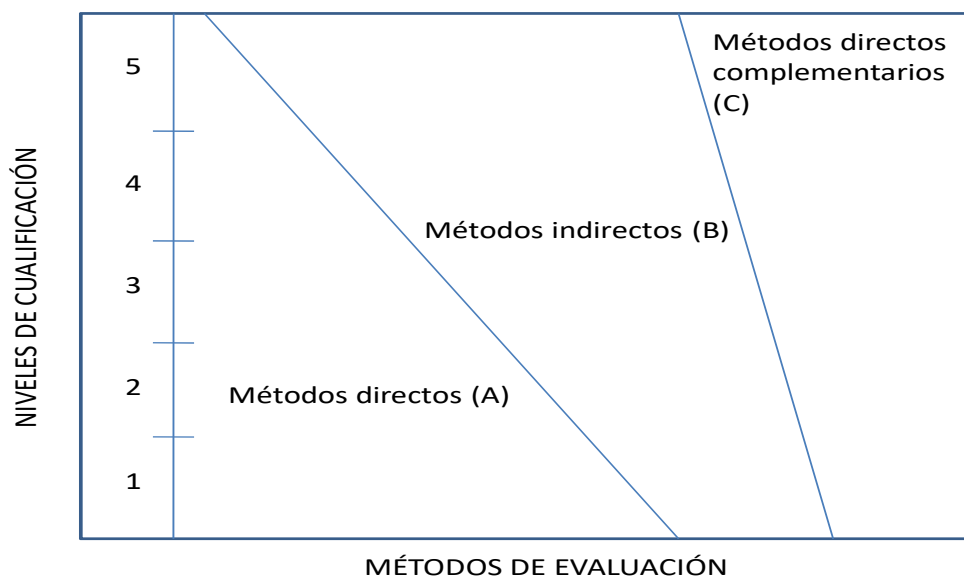 Métodos directos
complementarios
(C)
5
4
Métodos indirectos (B)
3
2
Métodos directos (A)
1
NIVELES DE CUALIFICACIÓN
MÉTODOS DE EVALUACIÓN